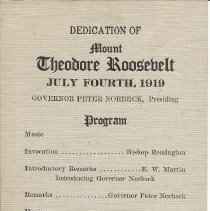 DEDICATION OF
Mount
Theodore Roosevelt
JULY FOURTH, 1919
GOVERNOR PETER NORBECK, Presiding
Program
Music
Invocation .................... Bishop Remington
Introductory Remarks ............ E. W. Martin
Introducing Governor Norbeck
Remarks ................ Governor Peter Norbeck